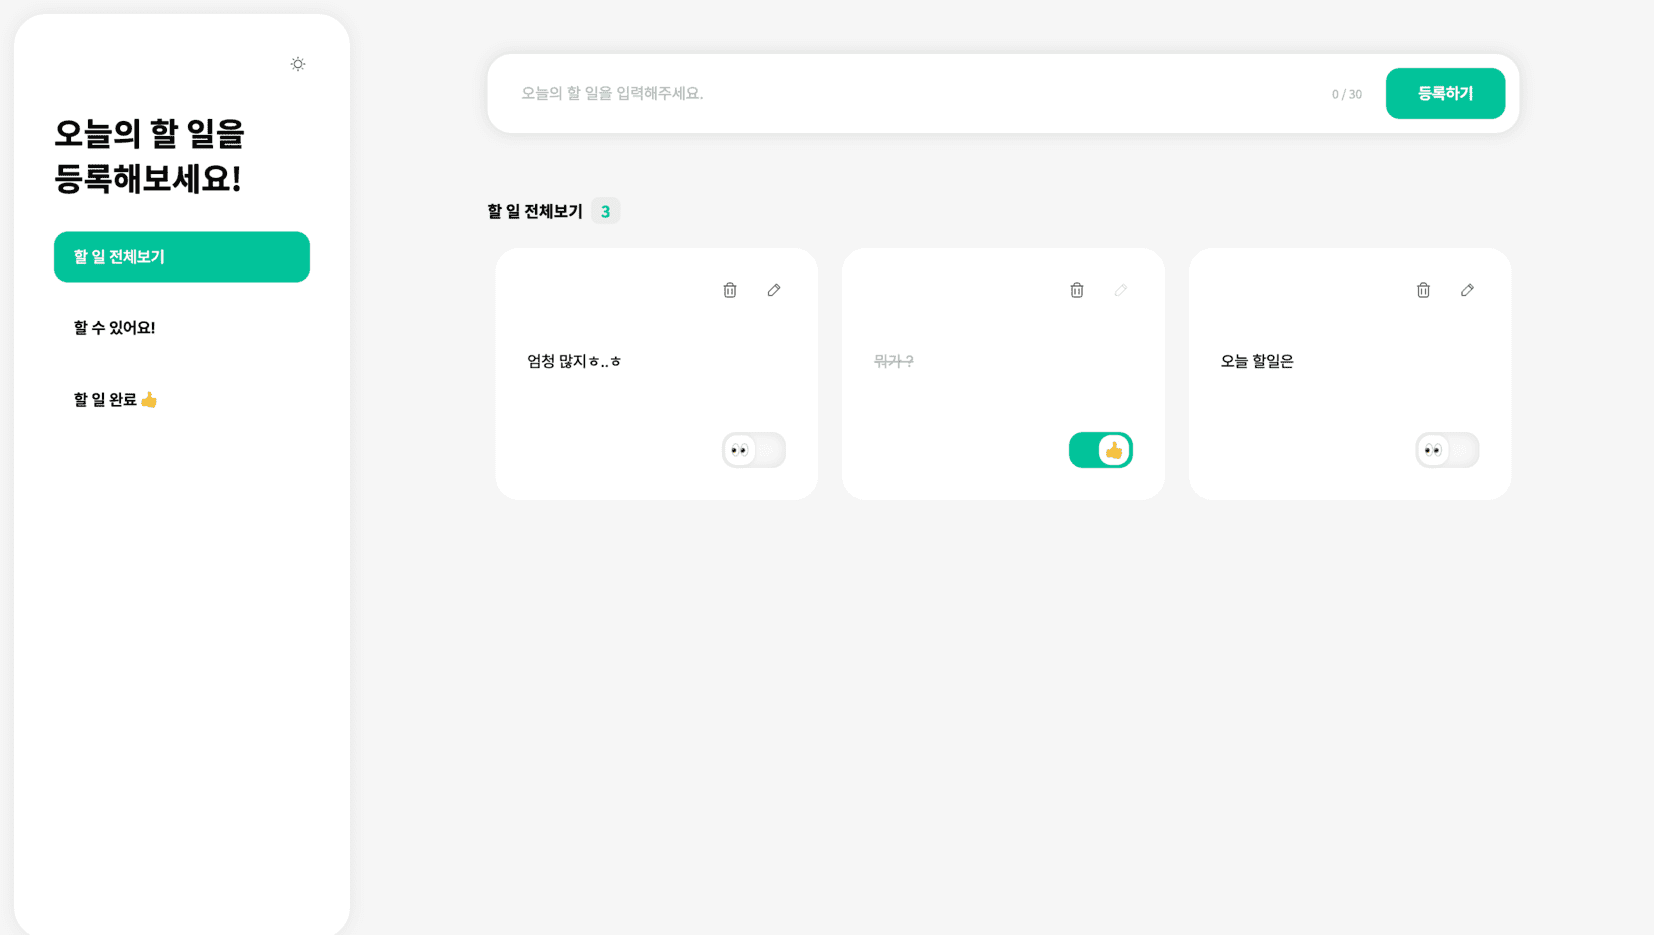 오늘의 할 일을
등록해보세요!
할 일 전체보기
할 수 있어요!
할 일 완료 👍
오늘의 할 일을 입력해주세요.
0 / 30
등록하기
할 일 전체보기 3
엄청 많지ㅎ..ㅎ
뭐가 ?
오늘 할일은